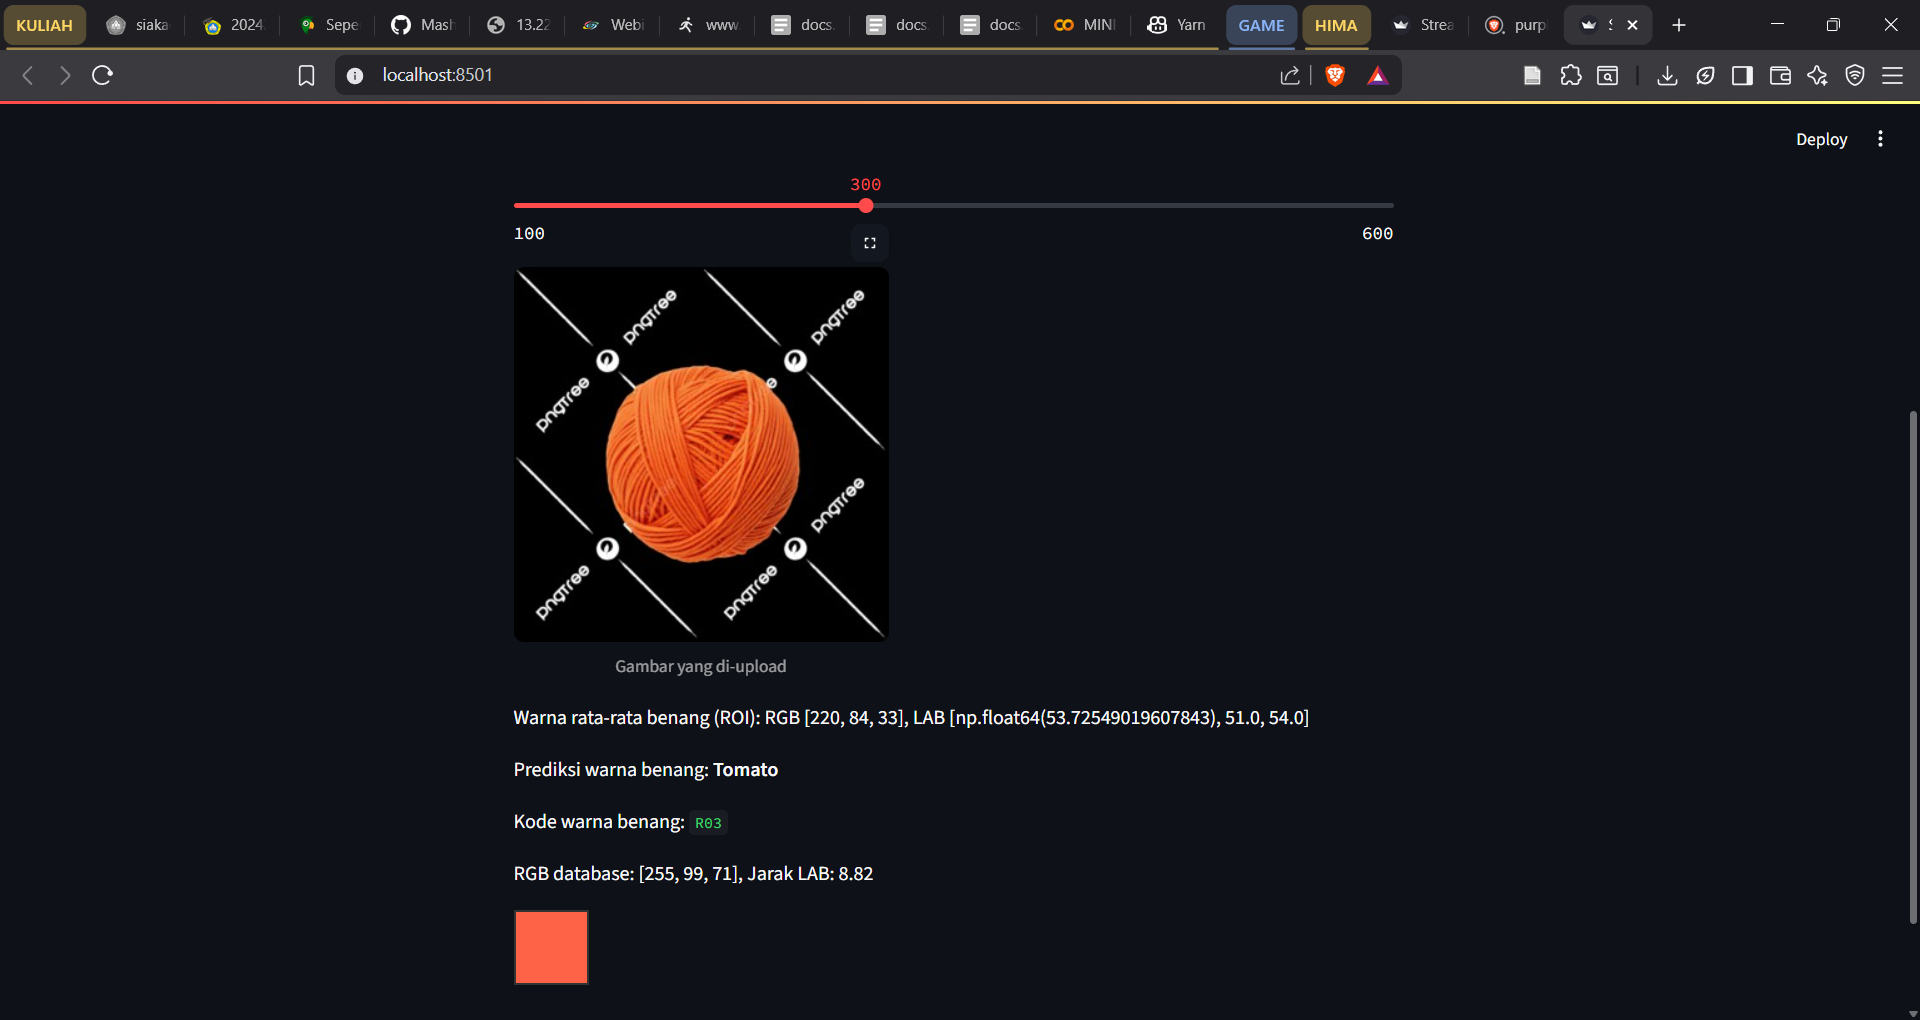 KULIAH siaka 2024 Sepe Mash 13.22 Webi www. docs. docs. docs MINI Yarn GAME HIMA Strea purp S
localhost:8501
Deploy
300
100 600
pngtree pngtree
pngtree
pngtree
pngtree pngtree
Gambar yang di-upload
Warna rata-rata benang (ROI): RGB [220, 84, 33], LAB [np.float64(53.72549019607843), 51.0, 54.0]
Prediksi warna benang: Tomato
Kode warna benang: R03
RGB database: [255, 99, 71], Jarak LAB: 8.82